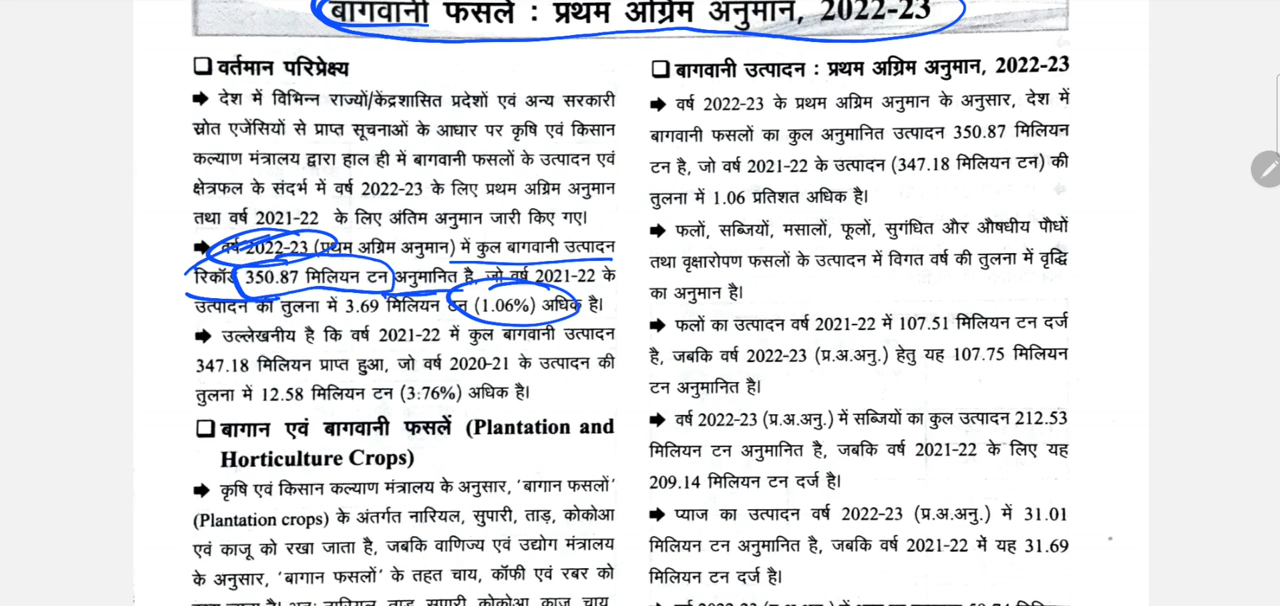 बागवानी फसलें : प्रथम अग्रिम अनुमान, 2022-23
❑ वर्तमान परिप्रेक्ष्य
➡ देश में विभिन्न राज्यों/केंद्रशासित प्रदेशों एवं अन्य सरकारी
स्रोत एजेंसियों से प्राप्त सूचनाओं के आधार पर कृषि एवं किसान
कल्याण मंत्रालय द्वारा हाल ही में बागवानी फसलों के उत्पादन एवं
क्षेत्रफल के संदर्भ में वर्ष 2022-23 के लिए प्रथम अग्रिम अनुमान
तथा वर्ष 2021-22 के लिए अंतिम अनुमान जारी किए गए।
➡ वर्ष 2022-23 (प्रथम अग्रिम अनुमान) में कुल बागवानी उत्पादन
रिकॉर्ड 350.87 मिलियन टन अनुमानित है, जो वर्ष 2021-22 के
उत्पादन की तुलना में 3.69 मिलियन टन (1.06%) अधिक है।
➡ उल्लेखनीय है कि वर्ष 2021-22 में कुल बागवानी उत्पादन
347.18 मिलियन प्राप्त हुआ, जो वर्ष 2020-21 के उत्पादन की
तुलना में 12.58 मिलियन टन (3.76%) अधिक है।
❑ बागान एवं बागवानी फसलें (Plantation and
Horticulture Crops)
➡ कृषि एवं किसान कल्याण मंत्रालय के अनुसार, 'बागान फसलों'
(Plantation crops) के अंतर्गत नारियल, सुपारी, ताड़, कोकोआ
एवं काजू को रखा जाता है, जबकि वाणिज्य एवं उद्योग मंत्रालय
के अनुसार, 'बागान फसलों' के तहत चाय, कॉफी एवं रबर को
❑ बागवानी उत्पादन : प्रथम अग्रिम अनुमान, 2022-23
➡ वर्ष 2022-23 के प्रथम अग्रिम अनुमान के अनुसार, देश में
बागवानी फसलों का कुल अनुमानित उत्पादन 350.87 मिलियन
टन है, जो वर्ष 2021-22 के उत्पादन (347.18 मिलियन टन) की
तुलना में 1.06 प्रतिशत अधिक है।
➡ फलों, सब्जियों, मसालों, फूलों, सुगंधित और औषधीय पौधों
तथा वृक्षारोपण फसलों के उत्पादन में विगत वर्ष की तुलना में वृद्धि
का अनुमान है।
➡ फलों का उत्पादन वर्ष 2021-22 में 107.51 मिलियन टन दर्ज
है, जबकि वर्ष 2022-23 (प्र.अ.अनु.) हेतु यह 107.75 मिलियन
टन अनुमानित है।
➡ वर्ष 2022-23 (प्र.अ.अनु.) में सब्जियों का कुल उत्पादन 212.53
मिलियन टन अनुमानित है, जबकि वर्ष 2021-22 के लिए यह
209.14 मिलियन टन दर्ज है।
➡ प्याज का उत्पादन वर्ष 2022-23 (प्र.अ.अनु.) में 31.01
मिलियन टन अनुमानित है, जबकि वर्ष 2021-22 में यह 31.69
मिलियन टन दर्ज है।